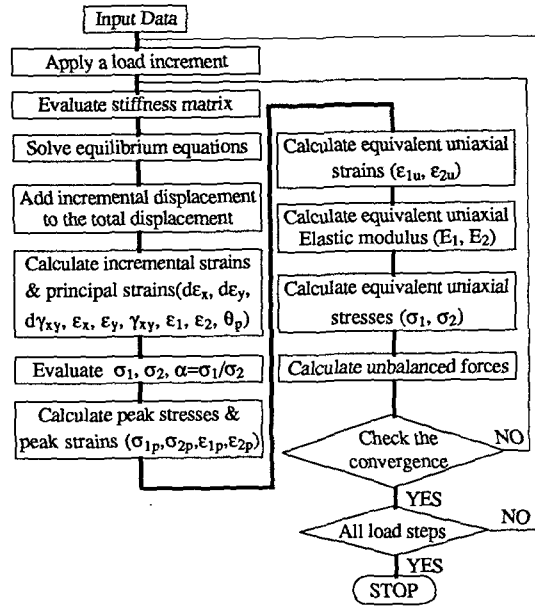 Input Data
Apply a load increment
Evaluate stiffness matrix
Solve equilibrium equations
Add incremental displacement
to the total displacement
Calculate incremental strains
& principal strains(dεx, dεy,
dγxy, εx, εy, γxy, ε1, ε2, θp)
Evaluate σ1, σ2, α=σ1/σ2
Calculate peak stresses &
peak strains (σ1p,σ2p,ε1p,ε2p)
Calculate equivalent uniaxial
strains (ε1u, ε2u)
Calculate equivalent uniaxial
Elastic modulus (E1, E2)
Calculate equivalent uniaxial
stresses (σ1, σ2)
Calculate unbalanced forces
Check the
convergence
NO
YES
All load steps
NO
YES
STOP